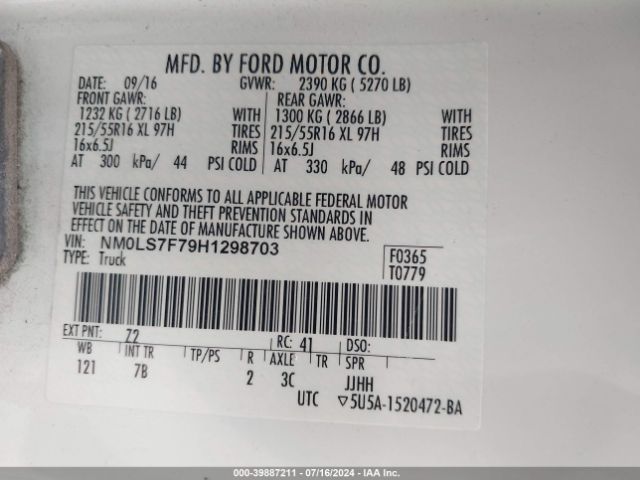 MFD. BY FORD MOTOR CO.
DATE: 09/16 GVWR: 2390 KG ( 5270 LB)
FRONT GAWR: REAR GAWR:
1232 KG ( 2716 LB) WITH 1300 KG ( 2866 LB) WITH
215/55R16 XL 97H TIRES 215/55R16 XL 97H TIRES
16x6.5J RIMS 16x6.5J RIMS
AT 300 kPa/ 44 PSI COLD AT 330 kPa/ 48 PSI COLD
THIS VEHICLE CONFORMS TO ALL APPLICABLE FEDERAL MOTOR
VEHICLE SAFETY AND THEFT PREVENTION STANDARDS IN
EFFECT ON THE DATE OF MANUFACTURE SHOWN ABOVE.
VIN: NM0LS7F79H1298703 F0365
TYPE: Truck T0779
EXT PNT: Z2 RC: 41 DSO:
WB INT TR TP/PS R AXLE TR SPR
121 7B 2 3C JJHH
UTC ▽5U5A-1520472-BA
000-39887211 - 07/16/2024 - IAA Inc.